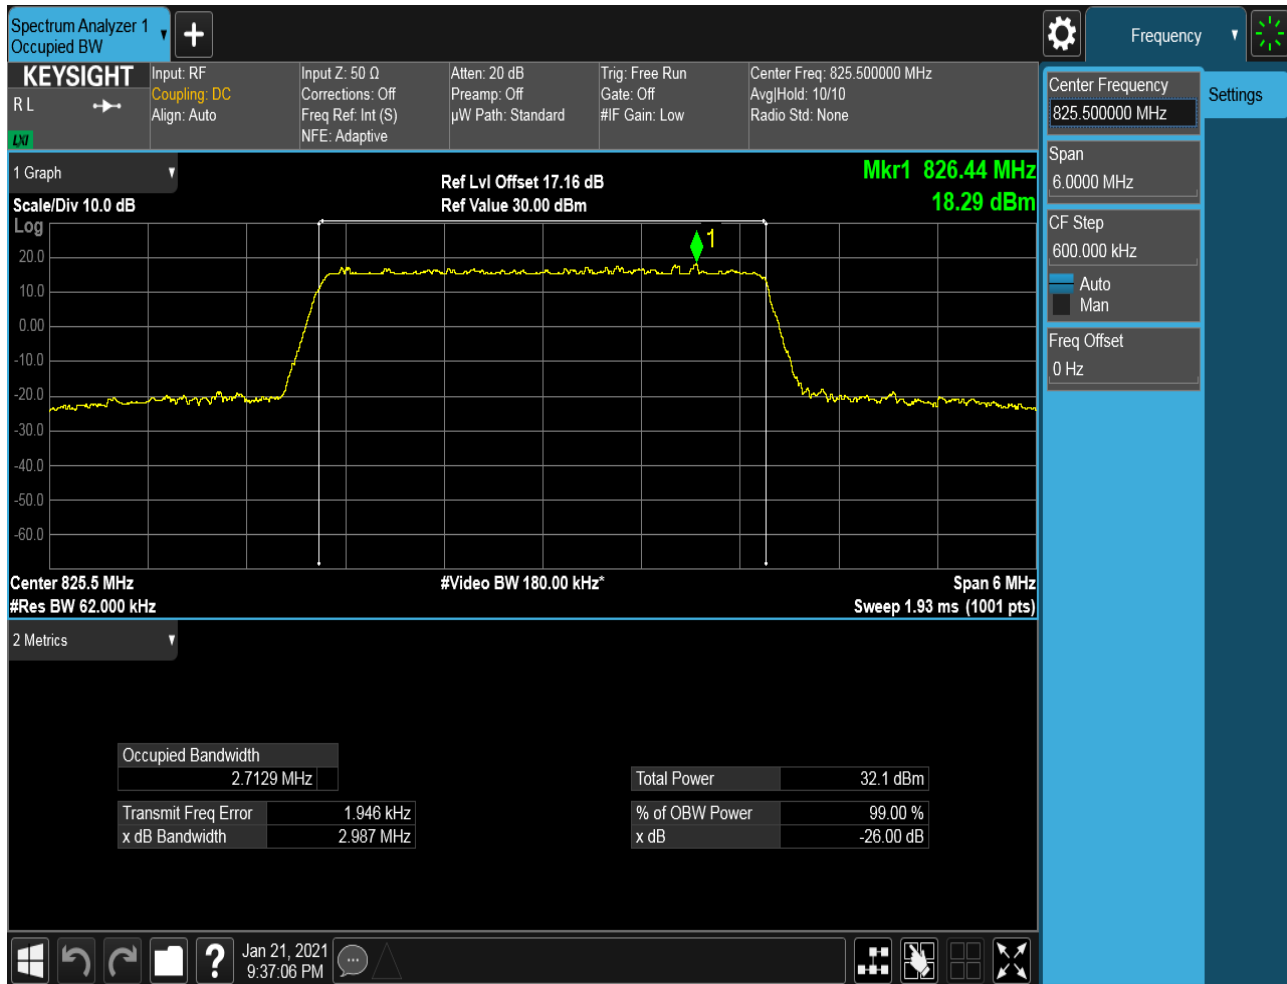 Spectrum Analyzer 1
Occupied BW
Frequency
KEYSIGHT
R L
LXI
Input: RF
Coupling: DC
Align: Auto
Input Z: 50 Ω
Corrections: Off
Freq Ref: Int (S)
NFE: Adaptive
Atten: 20 dB
Preamp: Off
µW Path: Standard
Trig: Free Run
Gate: Off
#IF Gain: Low
Center Freq: 825.500000 MHz
Avg|Hold: 10/10
Radio Std: None
Center Frequency
825.500000 MHz
Settings
Span
6.0000 MHz
CF Step
600.000 kHz
Auto
Man
Freq Offset
0 Hz
1 Graph
Scale/Div 10.0 dB
Ref Lvl Offset 17.16 dB
Ref Value 30.00 dBm
Mkr1 826.44 MHz
18.29 dBm
Log
1
20.0
10.0
0.00
-10.0
-20.0
-30.0
-40.0
-50.0
-60.0
Center 825.5 MHz
#Video BW 180.00 kHz*
Span 6 MHz
#Res BW 62.000 kHz
Sweep 1.93 ms (1001 pts)
2 Metrics
Occupied Bandwidth
2.7129 MHz
Total Power 32.1 dBm
Transmit Freq Error 1.946 kHz
% of OBW Power 99.00 %
x dB Bandwidth 2.987 MHz
x dB -26.00 dB
?
Jan 21, 2021
9:37:06 PM